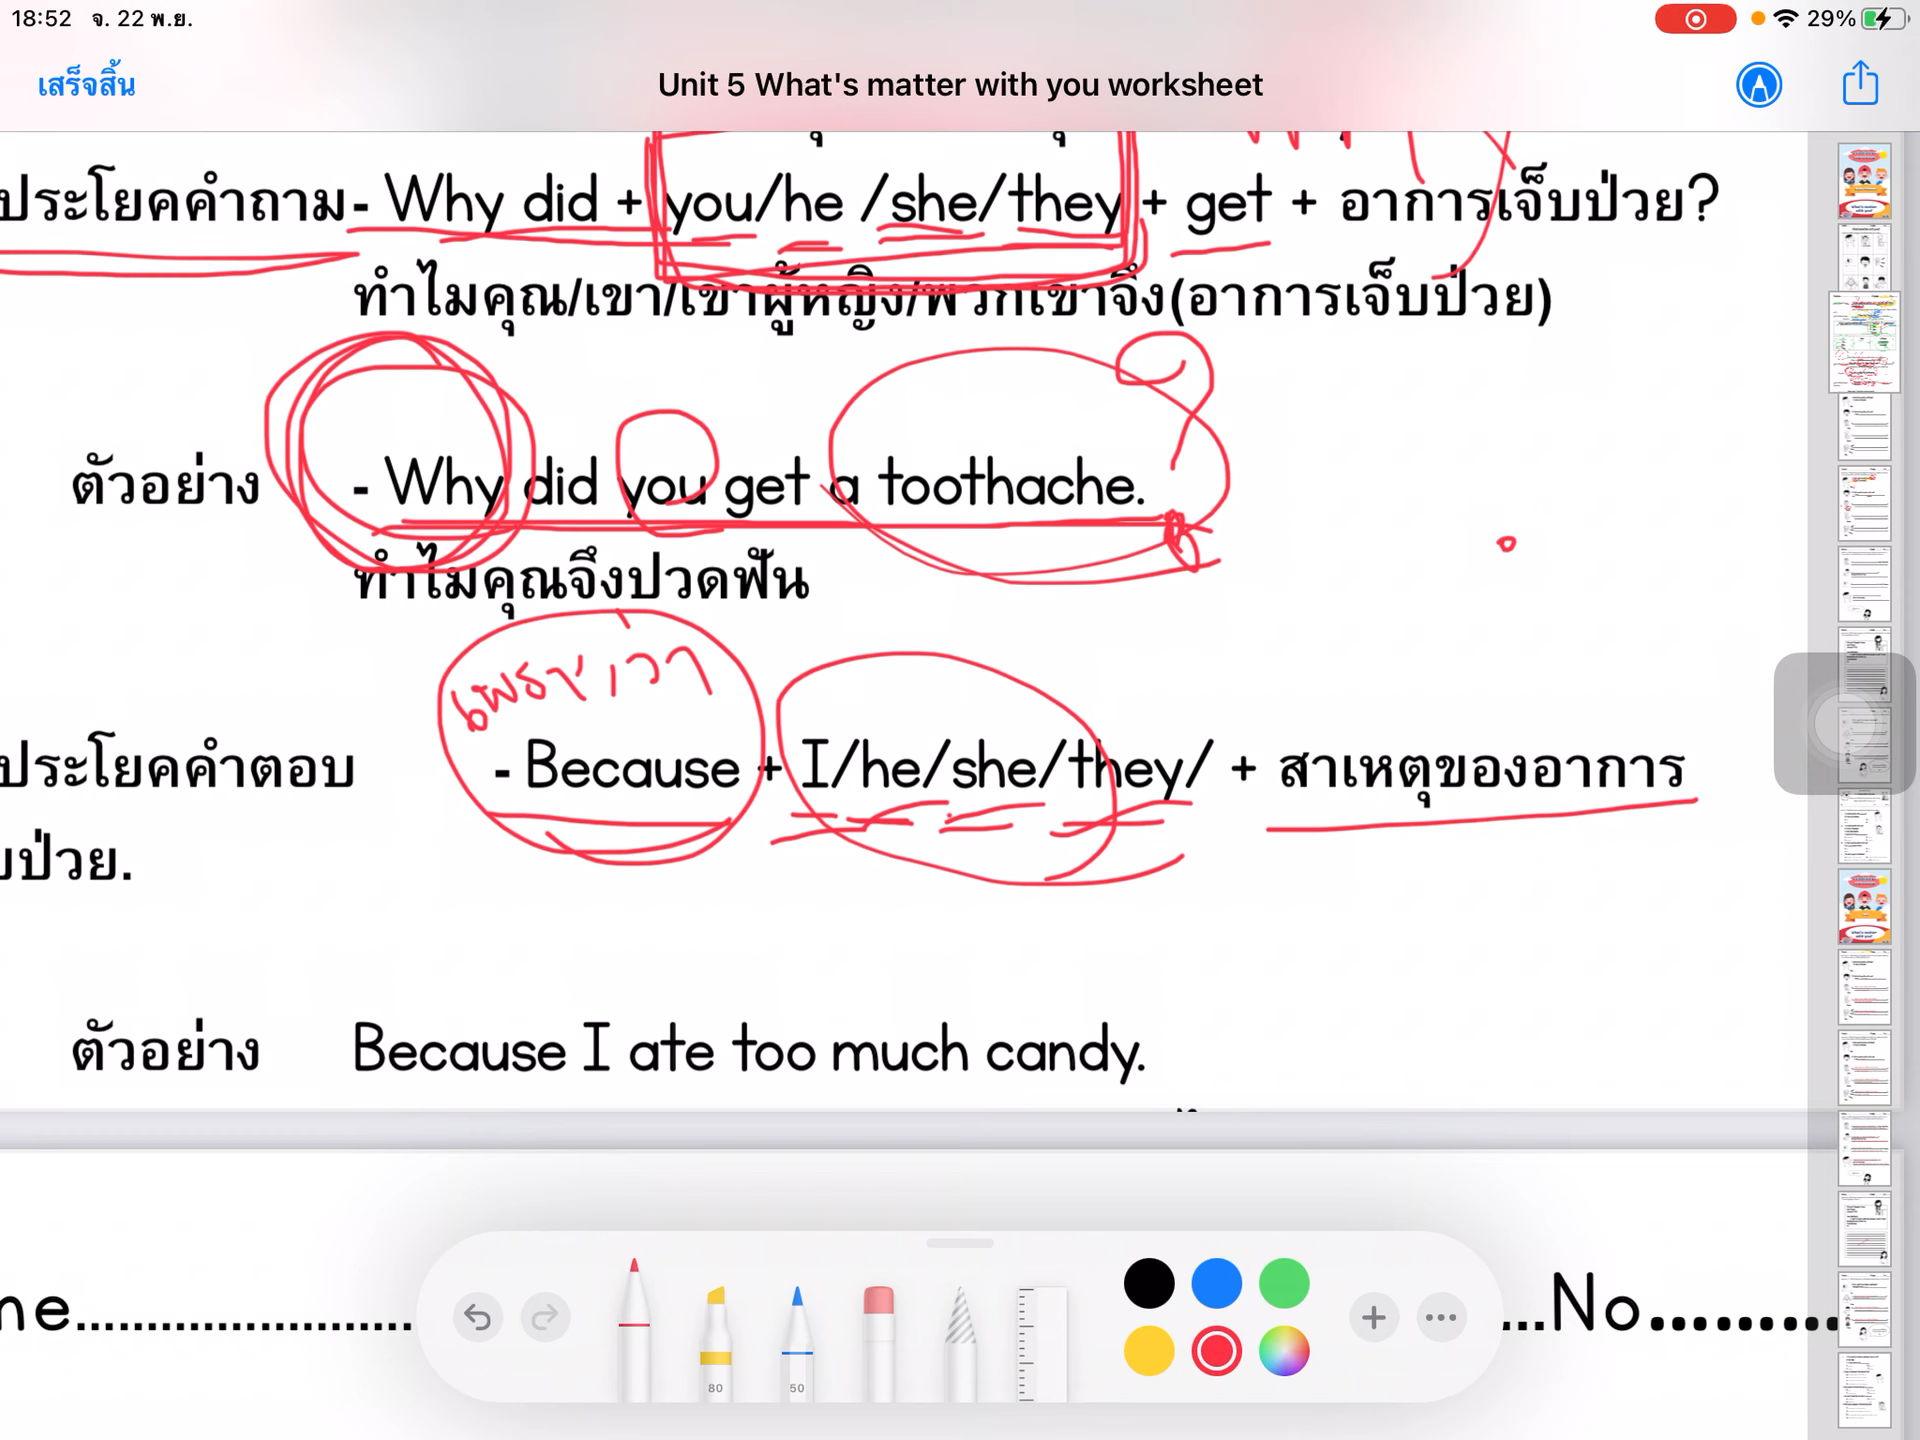 18:52 จ. 22 พ.ย.
29%
เสร็จสิ้น
Unit 5 What's matter with you worksheet
ประโยคคำถาม- Why did + you/he /she/they + get + อาการเจ็บป่วย?
ทำไมคุณ/เขา/เขาผู้หญิง/พวกเขาจึง(อาการเจ็บป่วย)
?
ตัวอย่าง - Why did you get a toothache.
ทำไมคุณจึงปวดฟัน
เพราะว่า
ประโยคคำตอบ - Because + I/he/she/they/ + สาเหตุของอาการ
บป่วย.
ตัวอย่าง Because I ate too much candy.
me........................ ...No.........
80 50